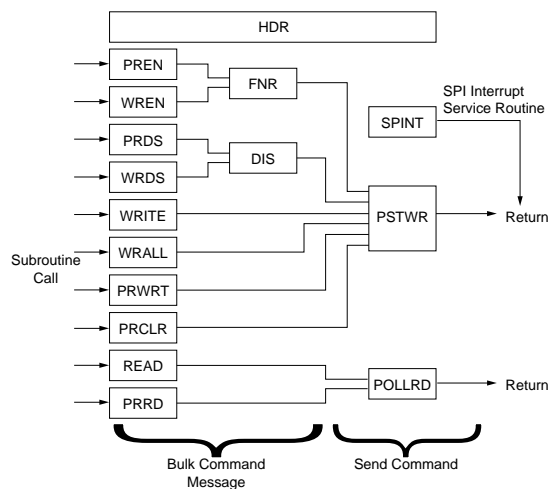 HDR
PREN
FNR
WREN
SPI Interrupt
Service Routine
SPINT
PRDS
DIS
WRDS
WRITE
PSTWR
Return
WRALL
Subroutine
Call
PRWRT
PRCLR
READ
POLLRD
Return
PRRD
Bulk Command
Message
Send Command